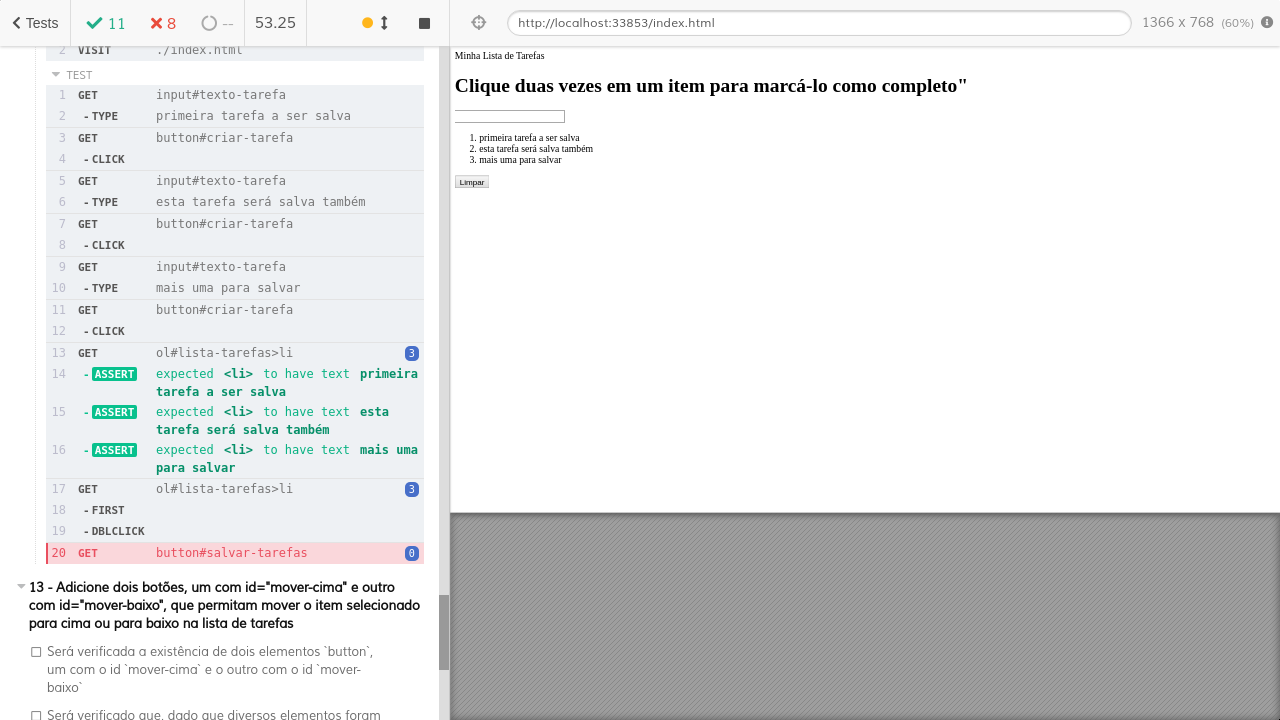 Tests 11 8 -- 53.25
http://localhost:33853/index.html 1366 x 768 (60%)
2 VISIT ./index.html
TEST
1 GET input#texto-tarefa
2 -TYPE primeira tarefa a ser salva
3 GET button#criar-tarefa
4 -CLICK
5 GET input#texto-tarefa
6 -TYPE esta tarefa será salva também
7 GET button#criar-tarefa
8 -CLICK
9 GET input#texto-tarefa
10 -TYPE mais uma para salvar
11 GET button#criar-tarefa
12 -CLICK
13 GET ol#lista-tarefas>li 3
14 -ASSERT expected <li> to have text primeira
tarefa a ser salva
15 -ASSERT expected <li> to have text esta
tarefa será salva também
16 -ASSERT expected <li> to have text mais uma
para salvar
17 GET ol#lista-tarefas>li 3
18 -FIRST
19 -DBLCLICK
20 GET button#salvar-tarefas 0
13 - Adicione dois botões, um com id="mover-cima" e outro
com id="mover-baixo", que permitam mover o item selecionado
para cima ou para baixo na lista de tarefas
Será verificada a existência de dois elementos `button`,
um com o id `mover-cima` e o outro com o id `mover-
baixo`
Será verificado que, dado que diversos elementos foram
Minha Lista de Tarefas
Clique duas vezes em um item para marcá-lo como completo"
1. primeira tarefa a ser salva
2. esta tarefa será salva também
3. mais uma para salvar
Limpar